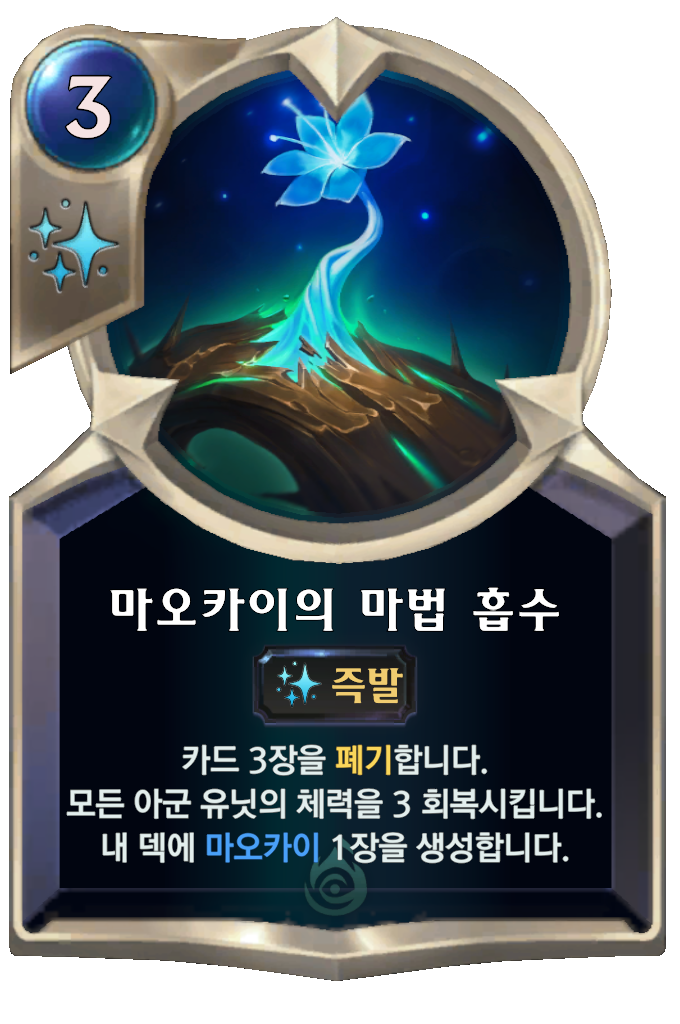 3
마오카이의 마법 흡수
즉발
카드 3장을 폐기합니다.
모든 아군 유닛의 체력을 3 회복시킵니다.
내 덱에 마오카이 1장을 생성합니다.